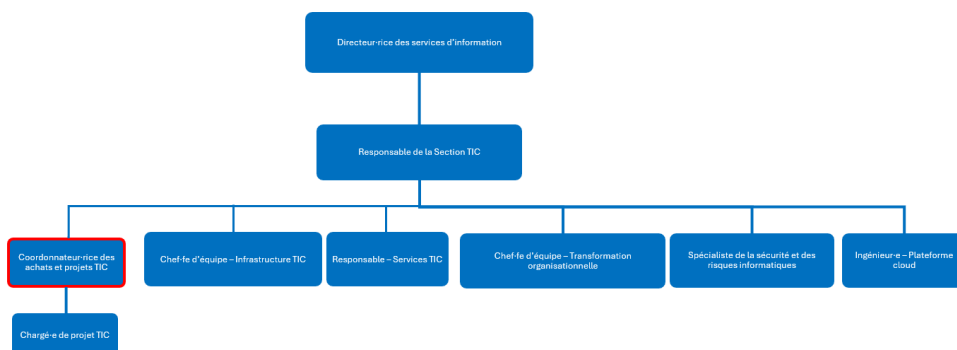 Directeur·rice des services d'information
Responsable de la Section TIC
Coordonnateur·rice des
achats et projets TIC
Chef·fe d'équipe – Infrastructure TIC
Responsable – Services TIC
Chef·fe d'équipe – Transformation
organisationnelle
Spécialiste de la sécurité et des
risques informatiques
Ingénieur·e – Plateforme
cloud
Chargé·e de projet TIC